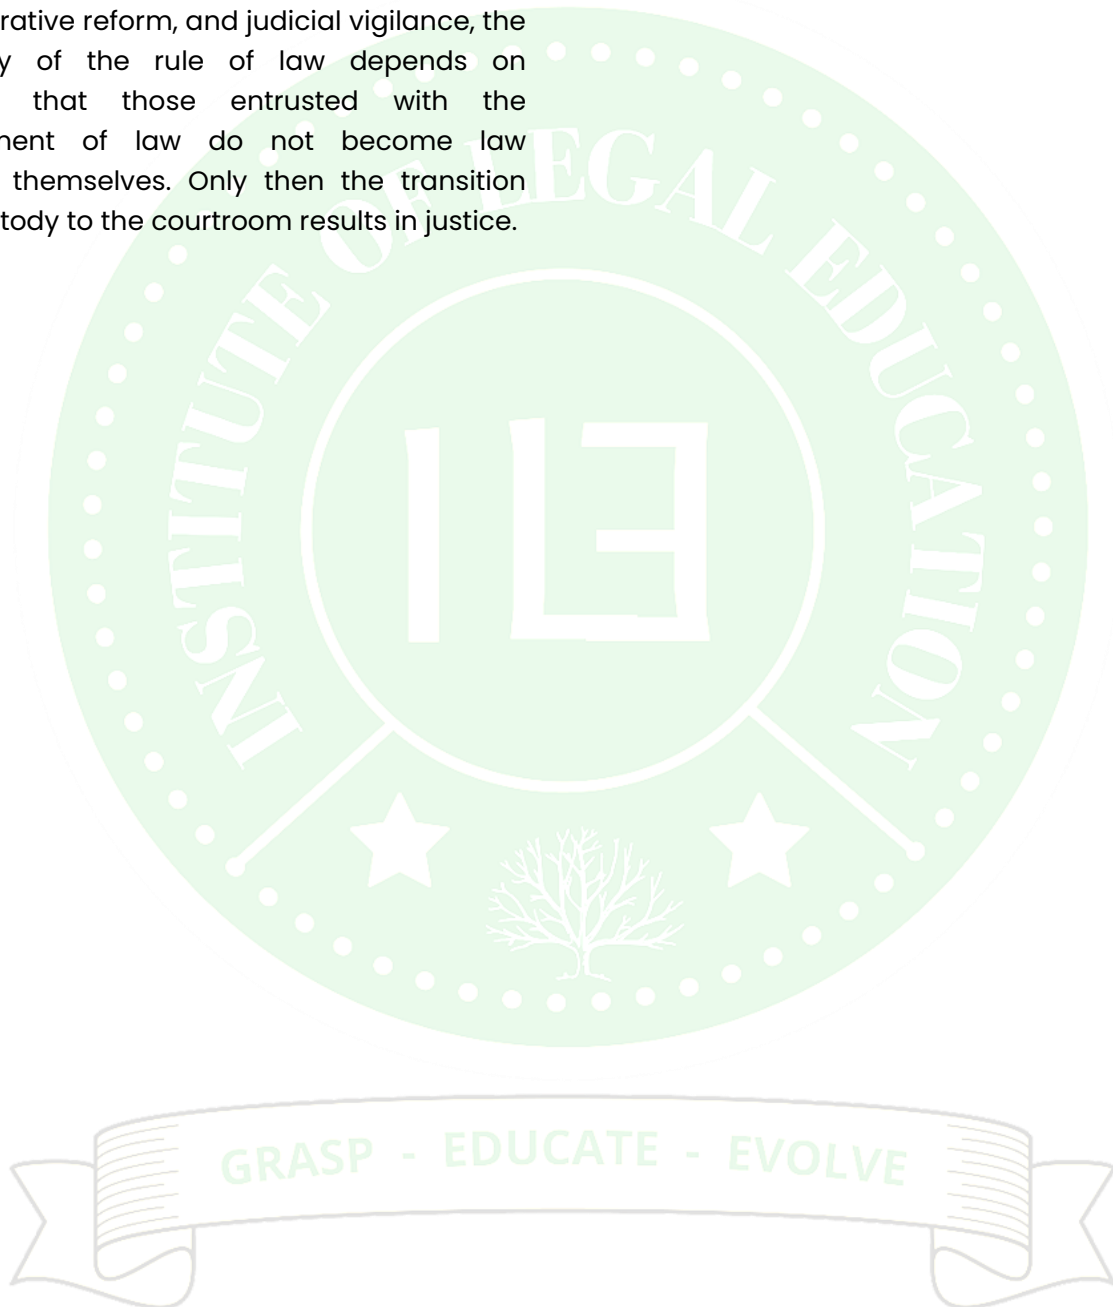 rative reform, and judicial vigilance, the
y of the rule of law depends on
that those entrusted with the
ment of law do not become law
themselves. Only then the transition
tody to the courtroom results in justice.
INSTITUTE OF LEGAL EDUCATION
ILE
GRASP - EDUCATE - EVOLVE